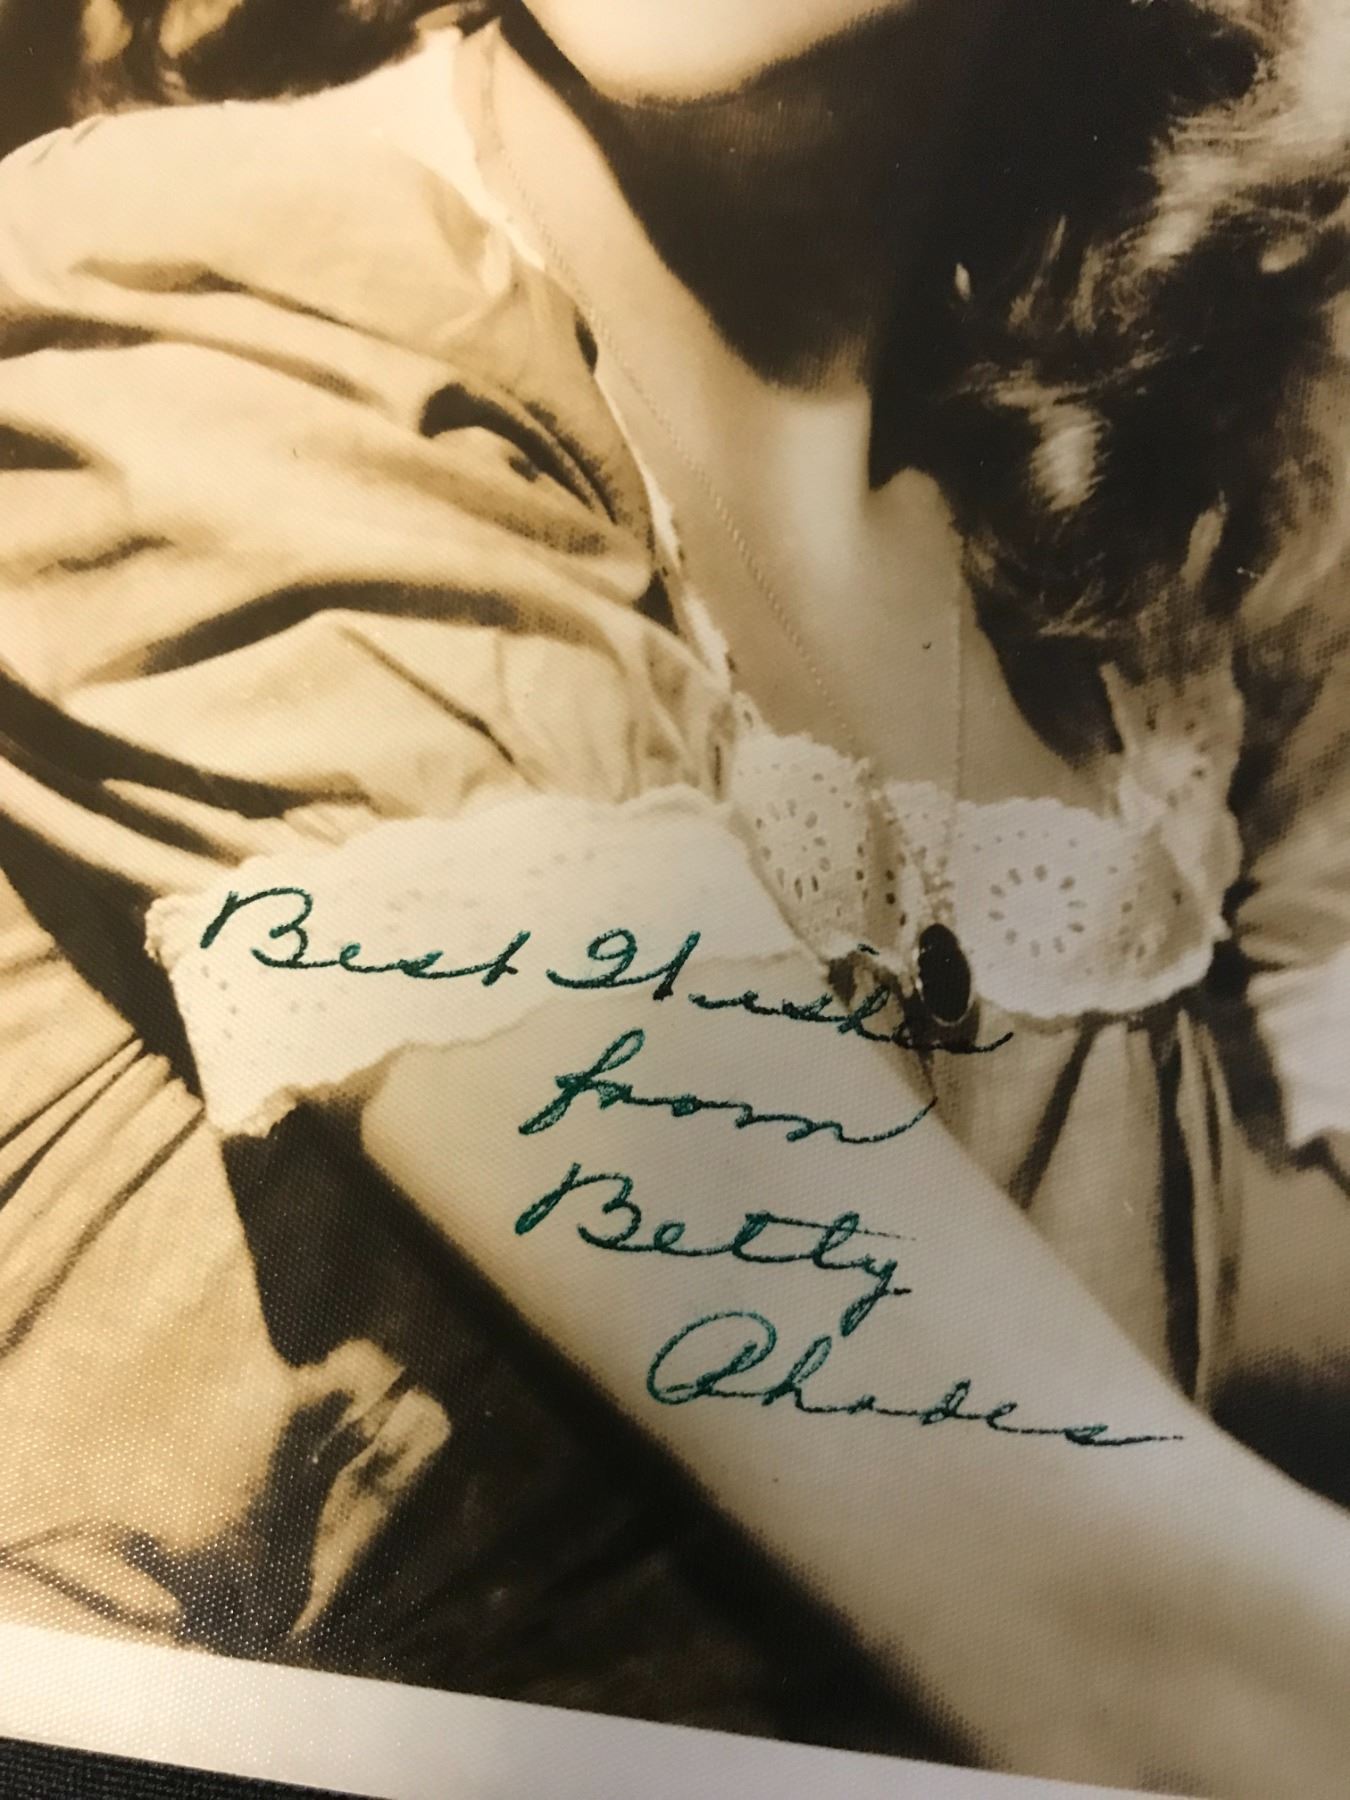 Best Wishes
from
Betty
Rhodes